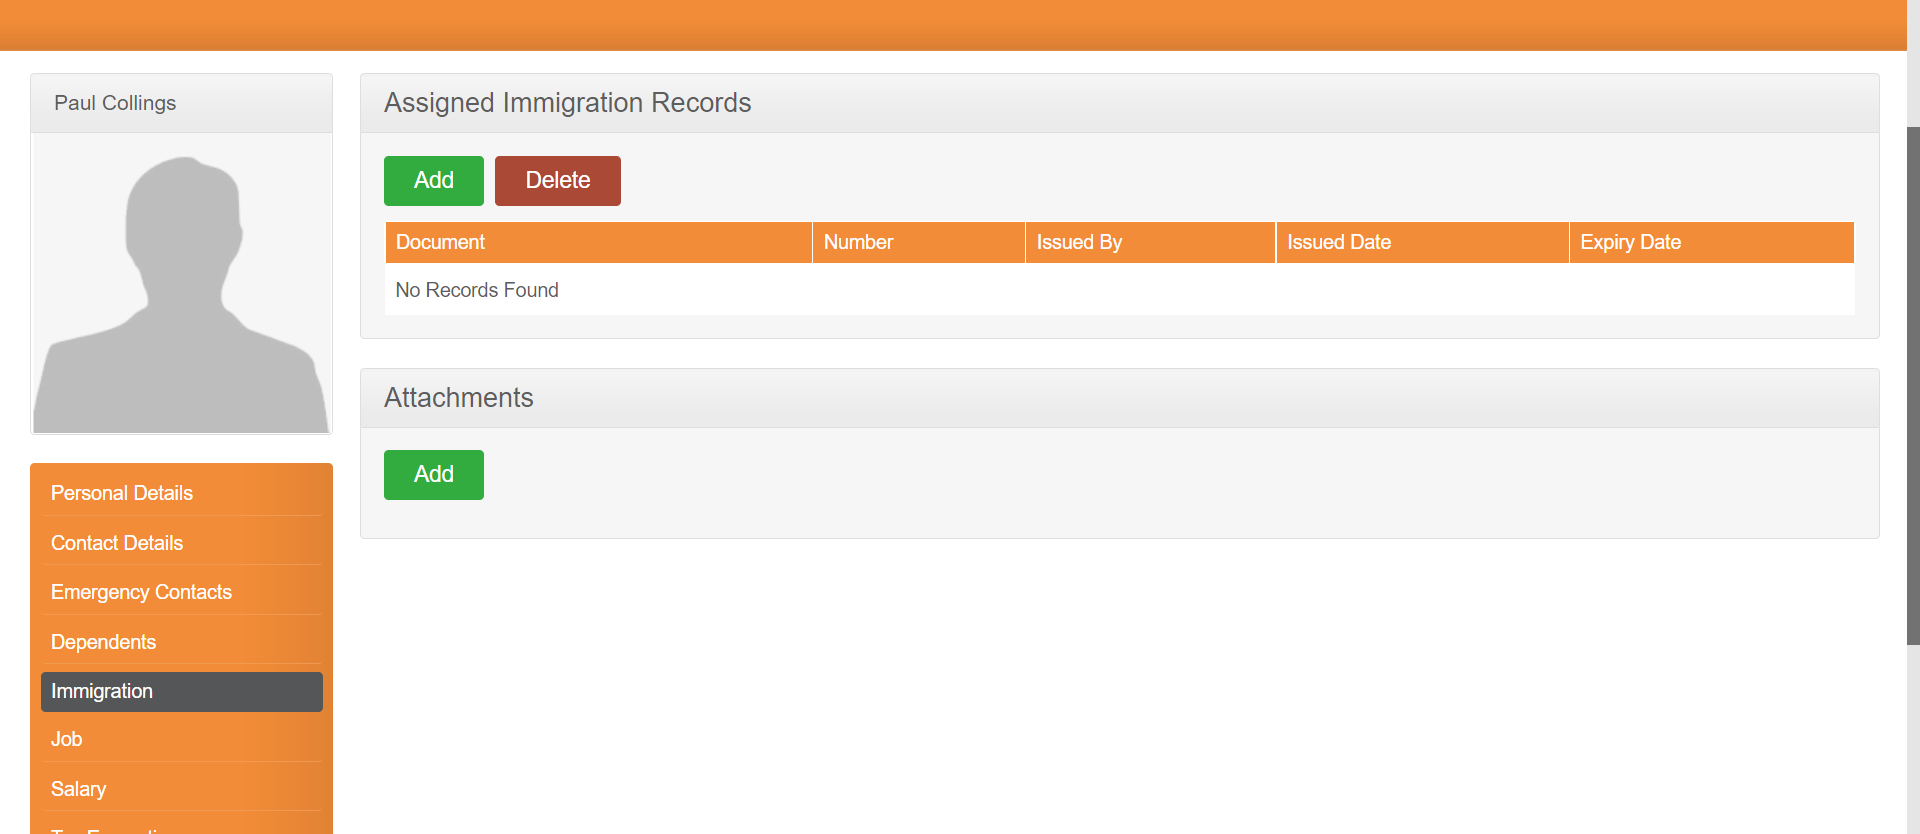 Paul Collings
Assigned Immigration Records
Add Delete
Document Number Issued By Issued Date Expiry Date
No Records Found
Attachments
Add
Personal Details
Contact Details
Emergency Contacts
Dependents
Immigration
Job
Salary